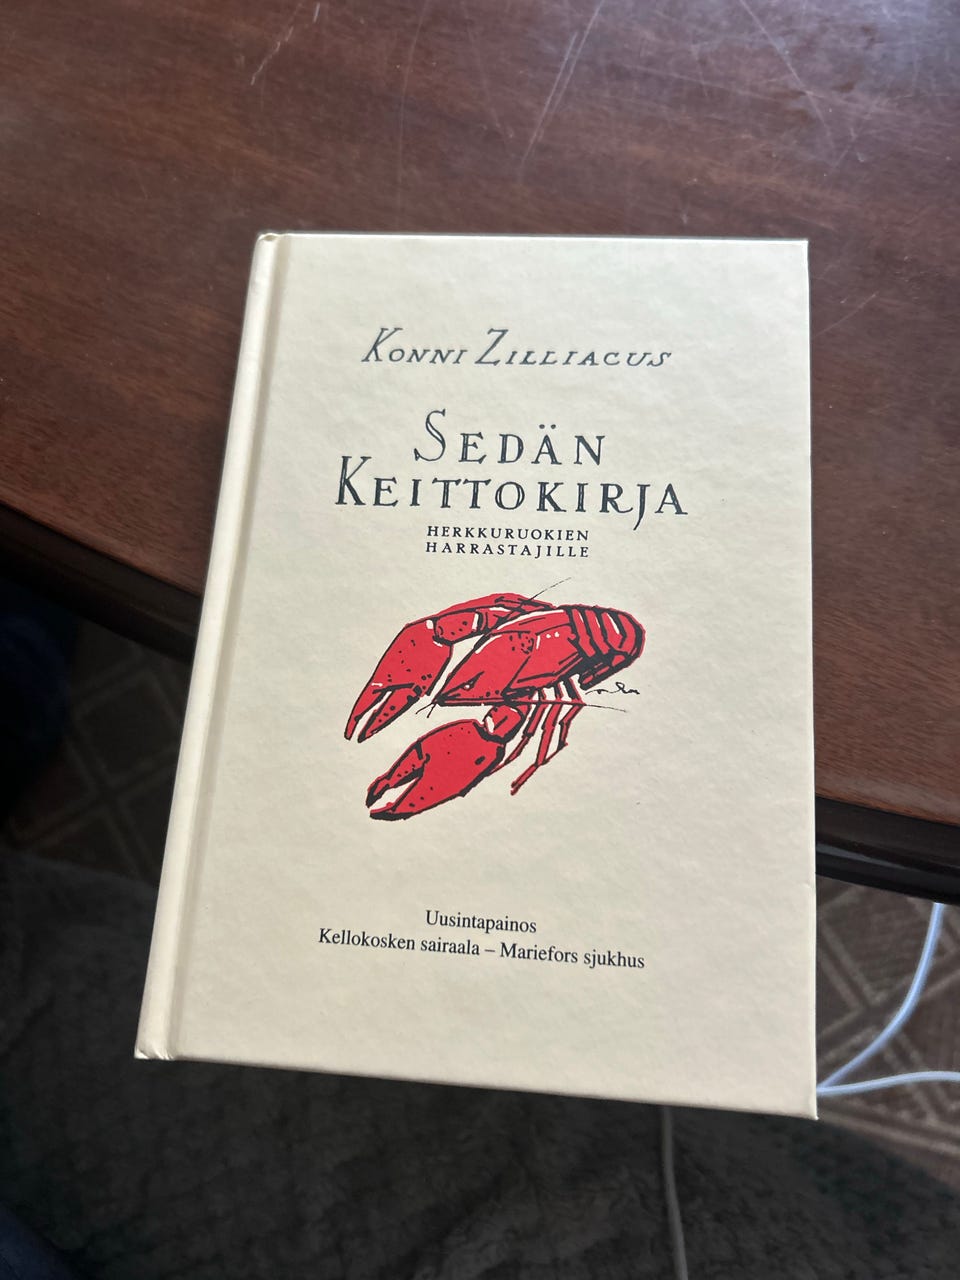 KONNI ZILLIACUS
SEDÄN
KEITTOKIRJA
HERKKURUOKIEN
HARRASTAJILLE
Uusintapainos
Kellokosken sairaala – Mariefors sjukhus